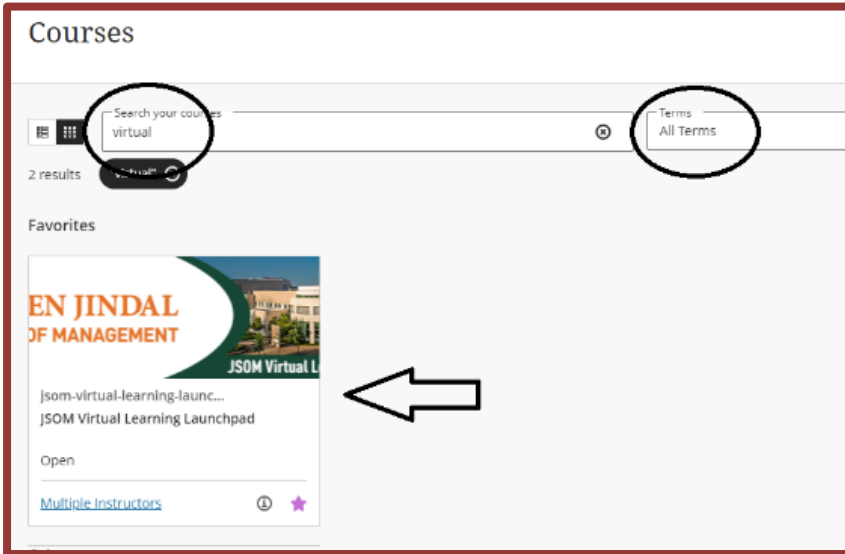 Courses
Search your courses
Terms
virtual
All Terms
2 results
"virtual"
Favorites
EN JINDAL
OF MANAGEMENT
JSOM Virtual L
jsom-virtual-learning-launc...
JSOM Virtual Learning Launchpad
Open
Multiple Instructors